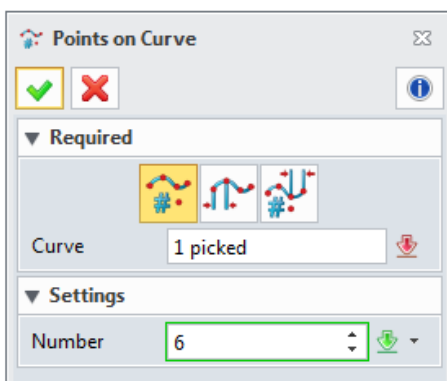 Points on Curve
Required
#
#
Curve 1 picked
Settings
Number 6